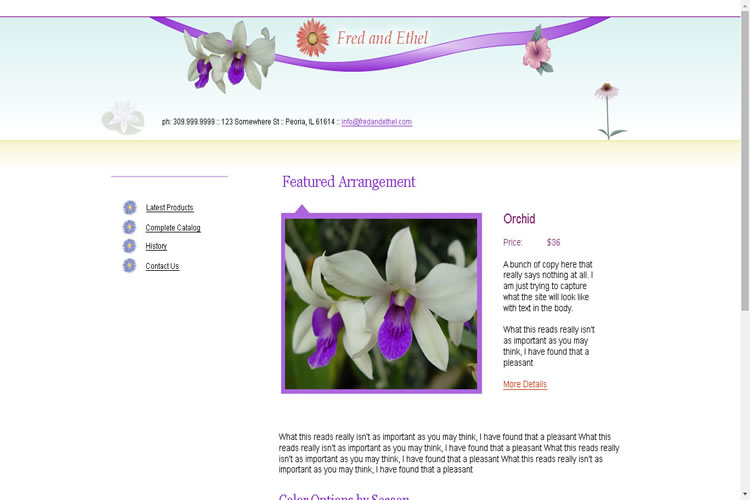 Fred and Ethel
ph: 309.999.9999 :: 123 Somewhere St :: Peoria, IL 61614 :: info@fredandethel.com
Featured Arrangement
Latest Products
Complete Catalog
History
Contact Us
Orchid
Price: $36
A bunch of copy here that
really says nothing at all. I
am just trying to capture
what the site will look like
with text in the body.
What this reads really isn't
as important as you may
think, I have found that a
pleasant
More Details
What this reads really isn't as important as you may think, I have found that a pleasant What this
reads really isn't as important as you may think, I have found that a pleasant What this reads
really isn't as important as you may think, I have found that a pleasant What this reads really isn't as
important as you may think, I have found that a pleasant
Color Options by Season